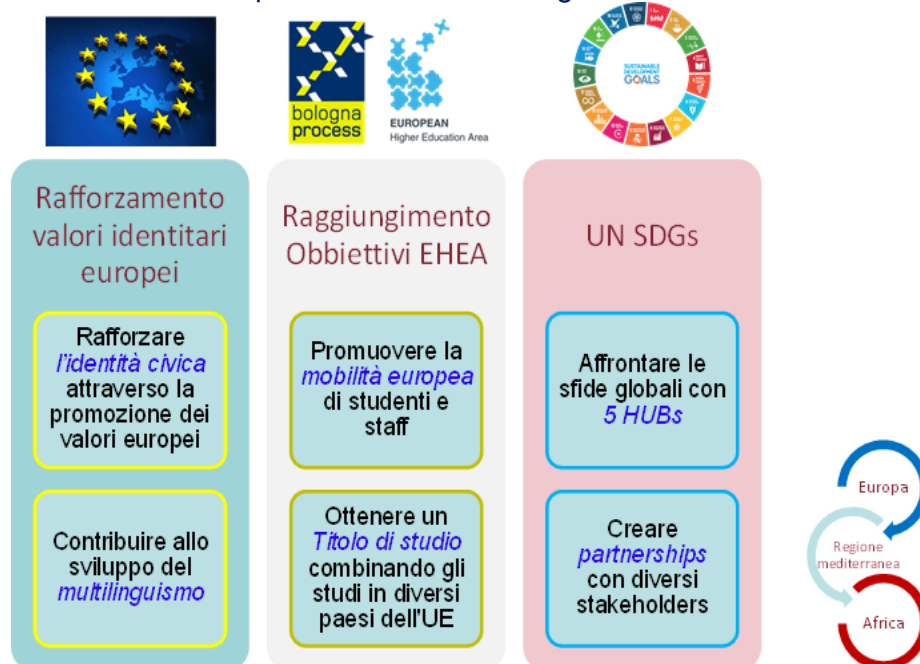 bologna
process
EUROPEAN
Higher Education Area
SUSTAINABLE
DEVELOPMENT
GOALS
Rafforzamento
valori identitari
europei
Rafforzare
l'identità civica
attraverso la
promozione dei
valori europei
Contribuire allo
sviluppo del
multilinguismo
Raggiungimento
Obbiettivi EHEA
Promuovere la
mobilità europea
di studenti e
staff
Ottenere un
Titolo di studio
combinando gli
studi in diversi
paesi dell'UE
UN SDGs
Affrontare le
sfide globali con
5 HUBs
Creare
partnerships
con diversi
stakeholders
Europa
Regione
mediterranea
Africa